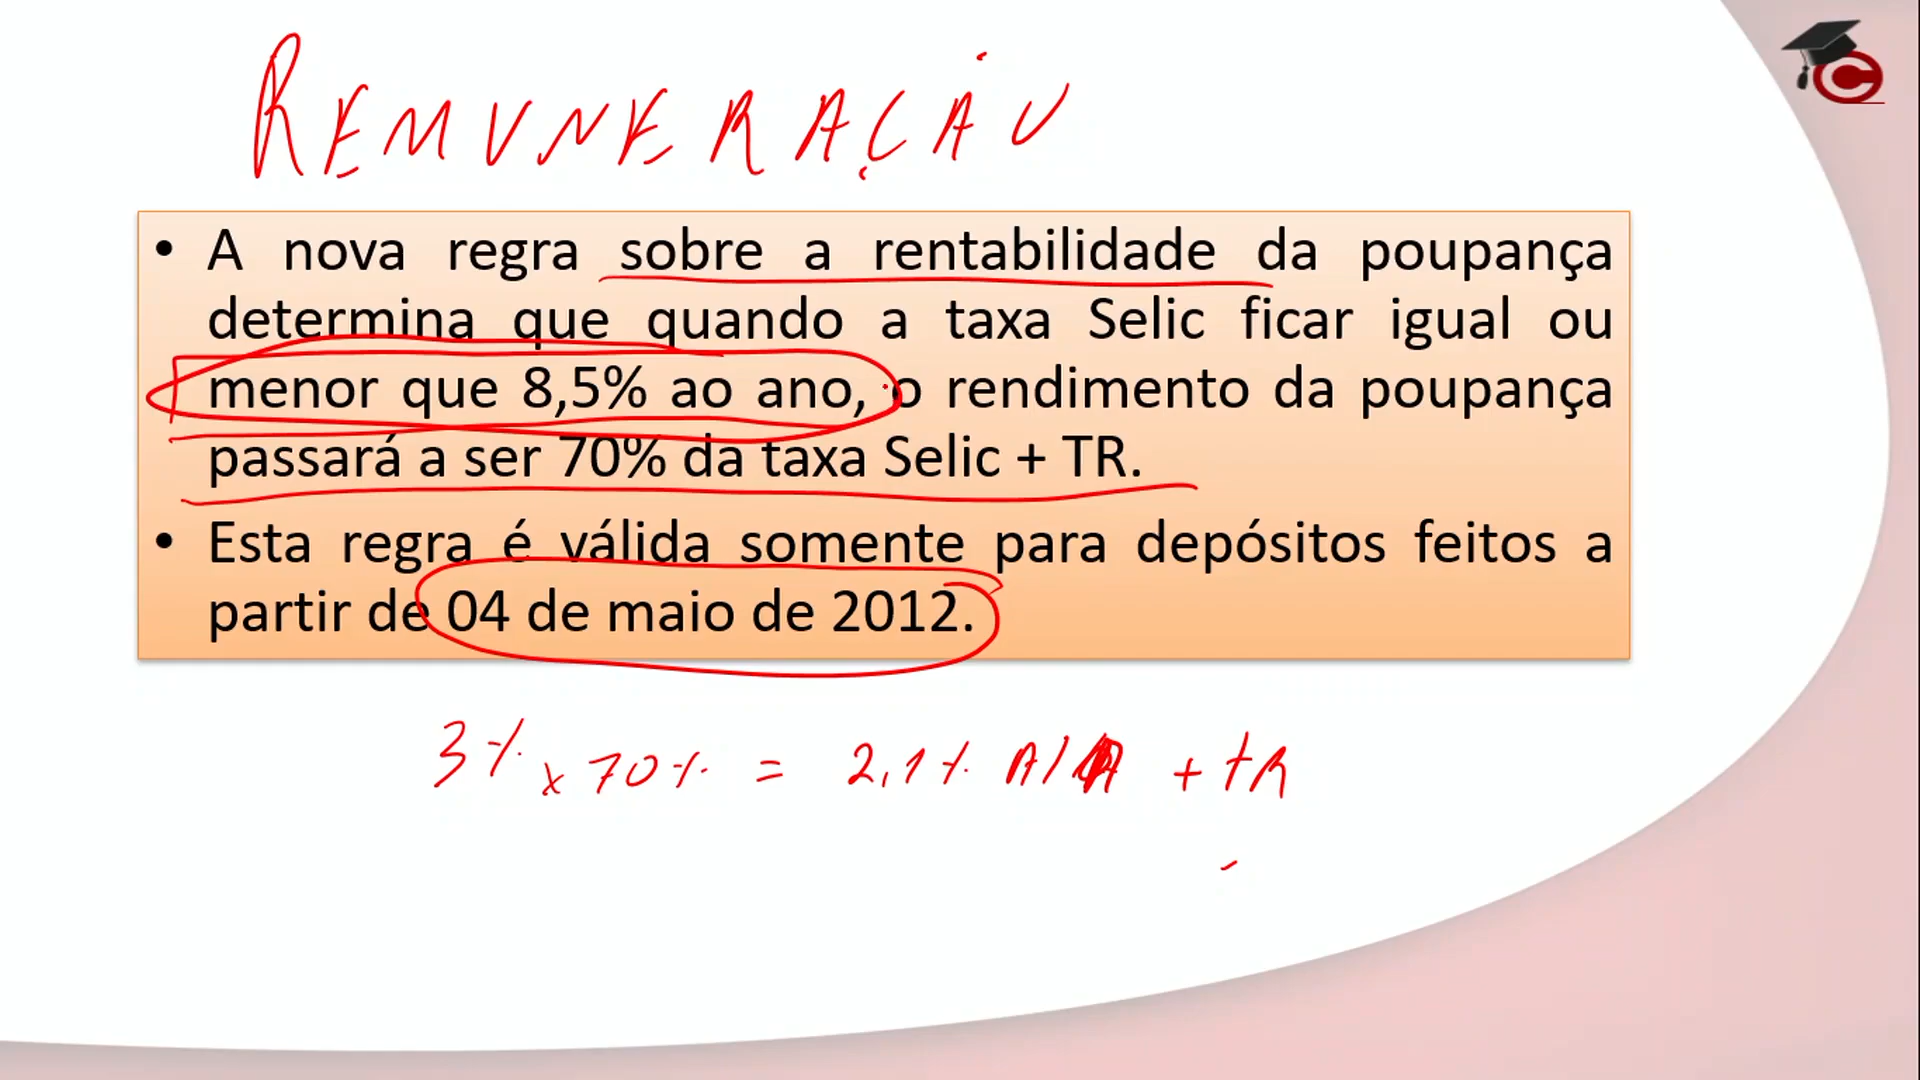 REMUNERAÇÃO
• A nova regra sobre a rentabilidade da poupança
determina que quando a taxa Selic ficar igual ou
menor que 8,5% ao ano, o rendimento da poupança
passará a ser 70% da taxa Selic + TR.
• Esta regra é válida somente para depósitos feitos a
partir de 04 de maio de 2012.
3% x 70% = 2,1% A/A + TR